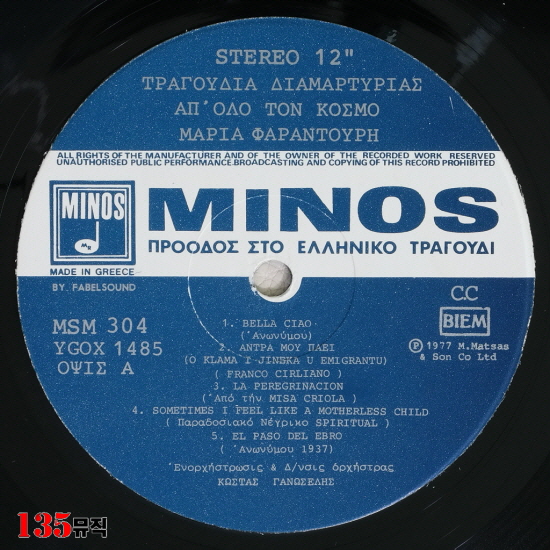 STEREO 12"
ΤΡΑΓΟΥΔΙΑ ΔΙΑΜΑΡΤΥΡΙΑΣ
ΑΠ'ΟΛΟ ΤΟΝ ΚΟΣΜΟ
ΜΑΡΙΑ ΦΑΡΑΝΤΟΥΡΗ
ALL RIGHTS OF THE MANUFACTURER AND OF THE OWNER OF THE RECORDED WORK RESERVED
UNAUTHORISED PUBLIC PERFORMANCE.BROADCASTING AND COPYING OF THIS RECORD PROHIBITED
MINOS
MINOS
ΠΡΟΟΔΟΣ ΣΤΟ ΕΛΛΗΝΙΚΟ ΤΡΑΓΟΥΔΙ
MADE IN GREECE
BY. FABELSOUND
C.C
BIEM
MSM 304
YGOX 1485
ΟΨΙΣ Α
℗ 1977 M.Matsas
& Son Co Ltd
1. BELLA CIAO
('Ανωνύμου)
2. ΑΝΤΡΑ ΜΟΥ ΠΑΕΙ
(O KLAMA I JINEKA U EMIGRANTU)
( FRANCO CIRLIANO )
3. LA PEREGRINACION
('Από τήν MISA CRIOLA )
4. SOMETIMES I FEEL LIKE A MOTHERLESS CHILD
( Παραδοσιακό Νέγρικο SPIRITUAL )
5. EL PASO DEL EBRO
( 'Ανωνύμου 1937)
'Ενορχήστρωσις & Δ/νσις όρχήστρας
ΚΩΣΤΑΣ ΓΑΝΩΣΕΛΗΣ
135뮤직